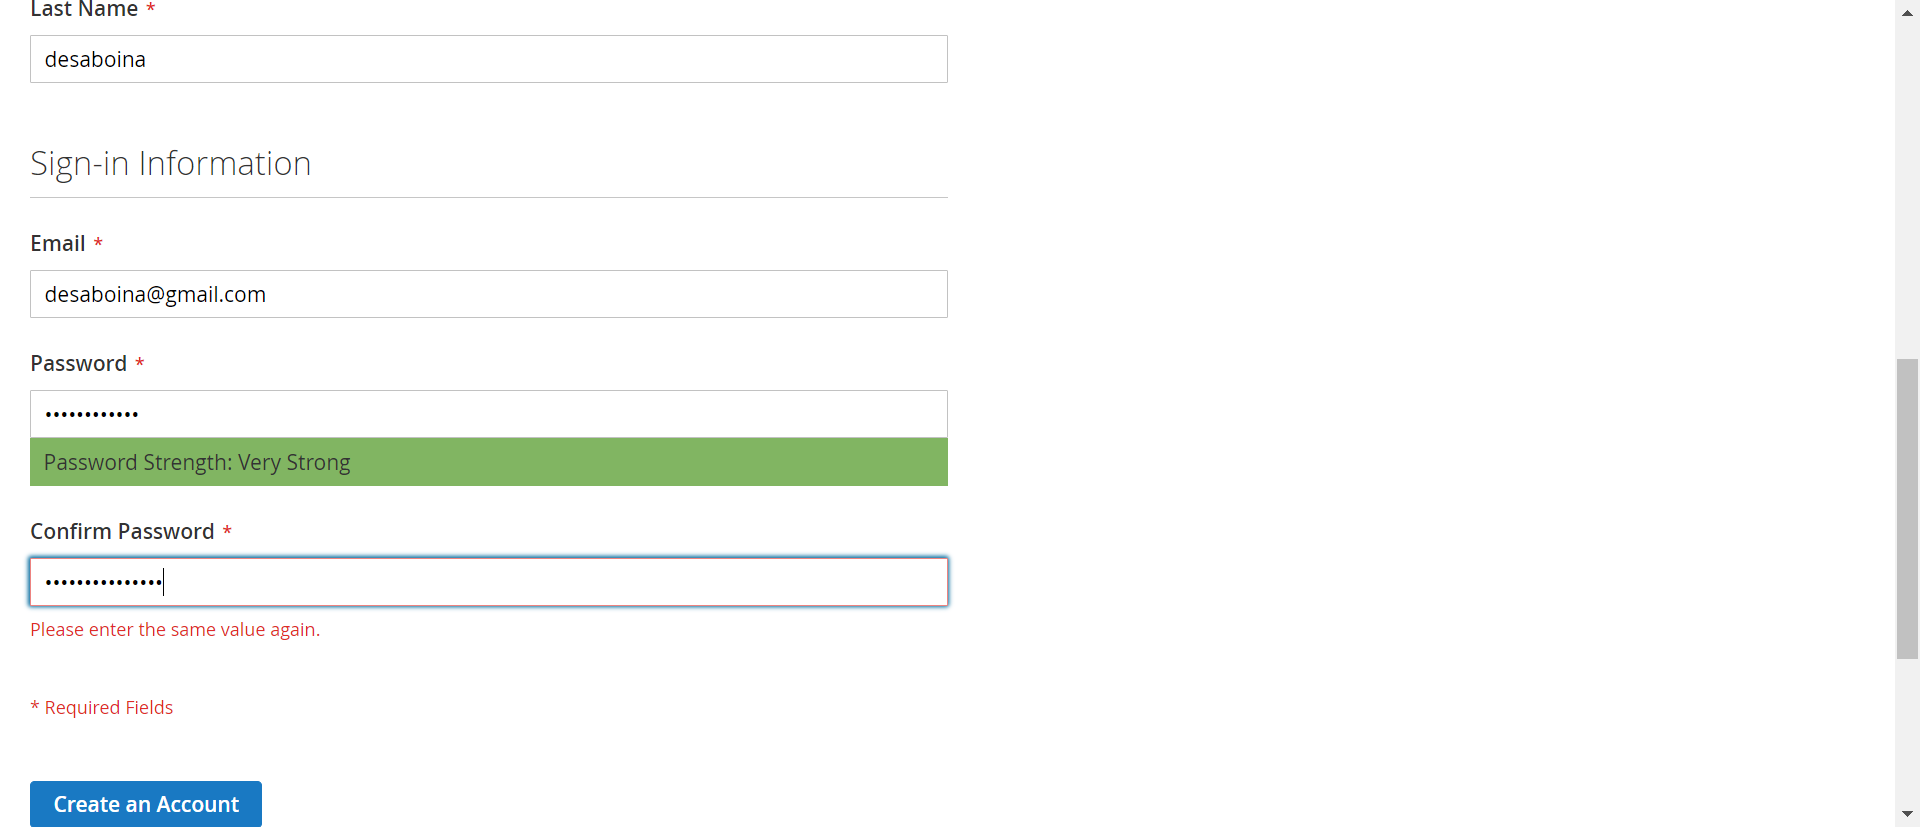 Last Name *
desaboina
Sign-in Information
Email *
desaboina@gmail.com
Password *
••••••••••••
Password Strength: Very Strong
Confirm Password *
•••••••••••••••
Please enter the same value again.
* Required Fields
Create an Account